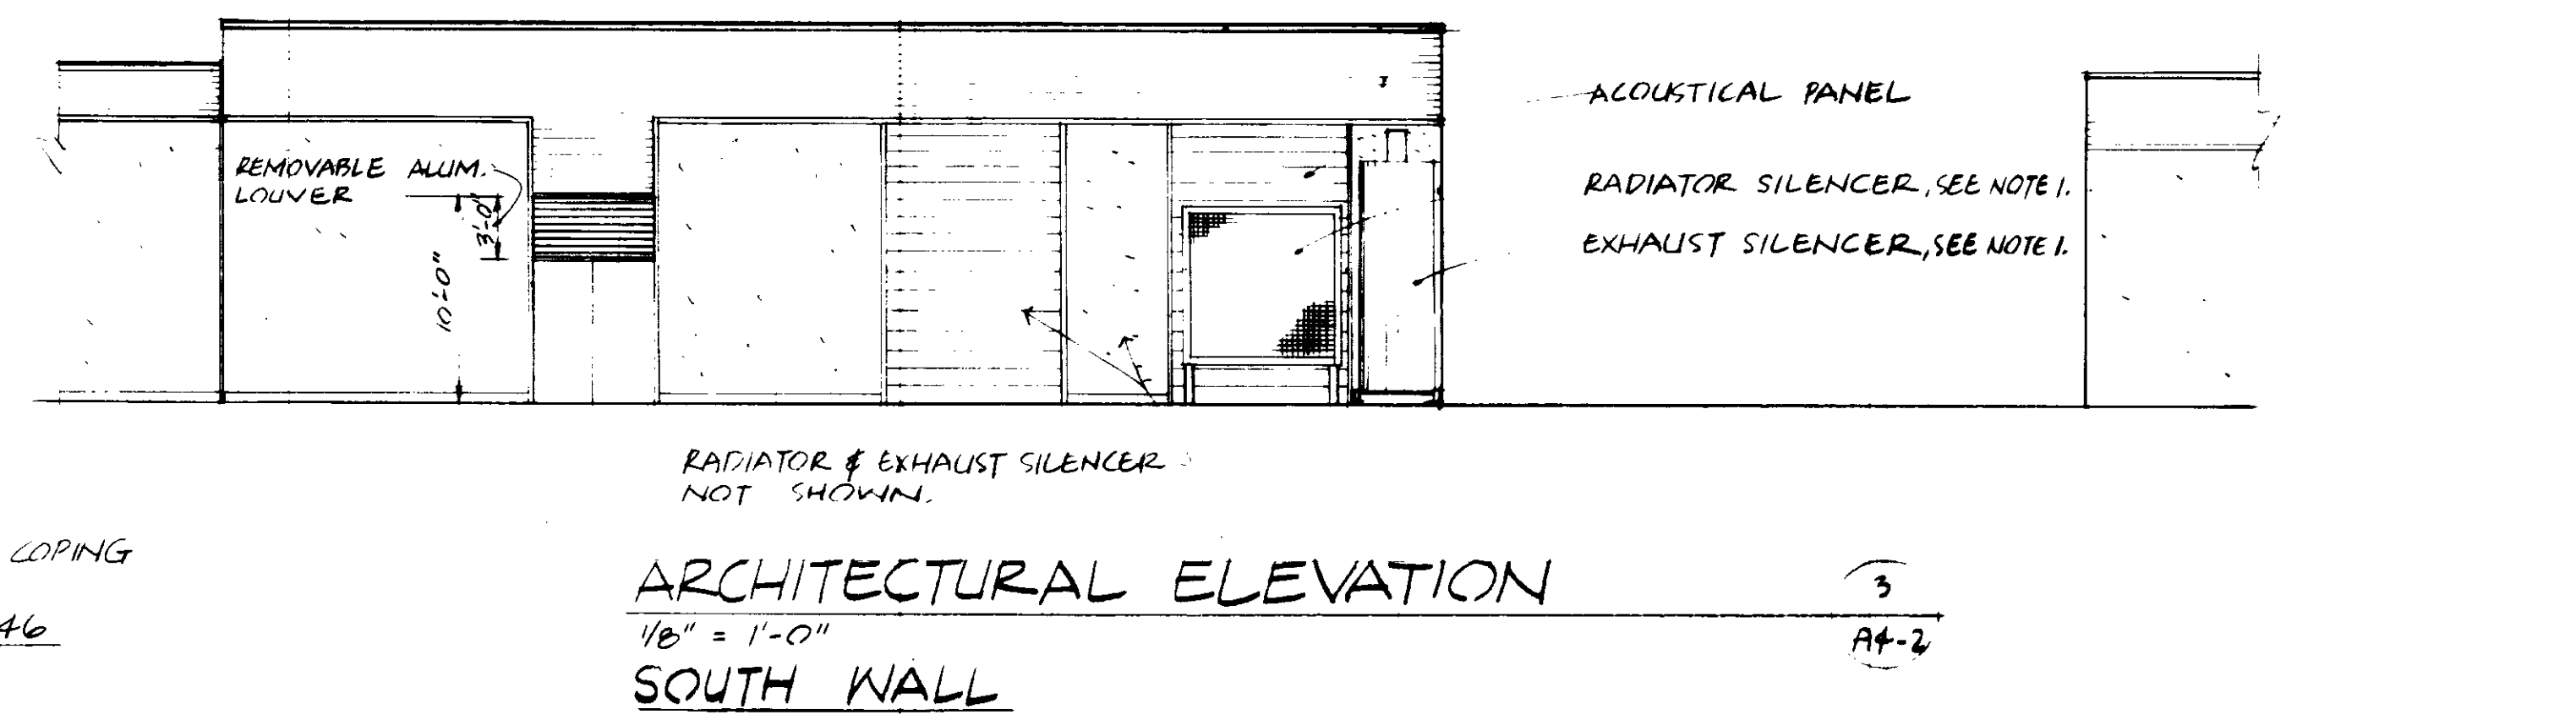 ACOUSTICAL PANEL
REMOVABLE ALUM.
LOUVER
RADIATOR SILENCER, SEE NOTE 1.
3'-0"
EXHAUST SILENCER, SEE NOTE 1.
10'-0"
RADIATOR & EXHAUST SILENCER
NOT SHOWN.
COPING
ARCHITECTURAL ELEVATION
3
46
1/8" = 1'-0"
A4-2
SOUTH WALL